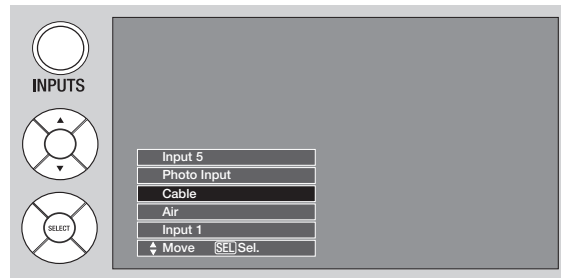 INPUTS
SELECT
Input 5
Photo Input
Cable
Air
Input 1
Move SEL Sel.